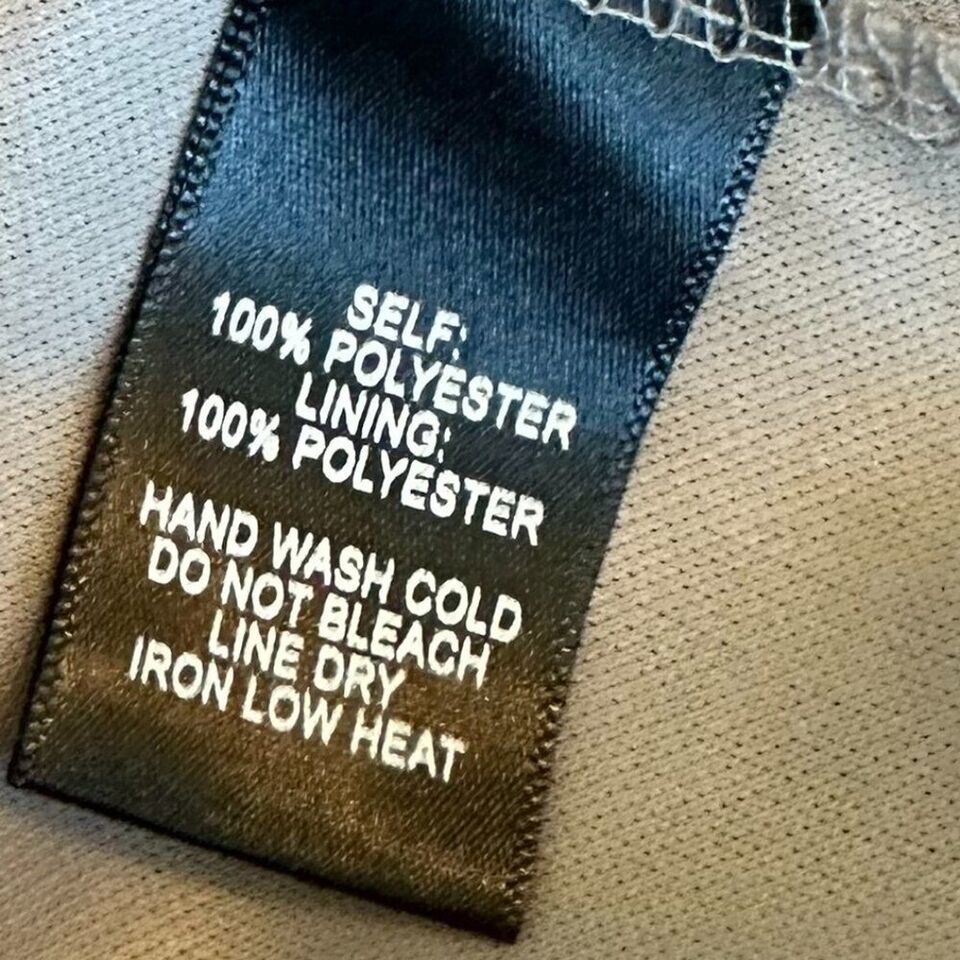 SELF:
100% POLYESTER
LINING:
100% POLYESTER
HAND WASH COLD
DO NOT BLEACH
LINE DRY
IRON LOW HEAT